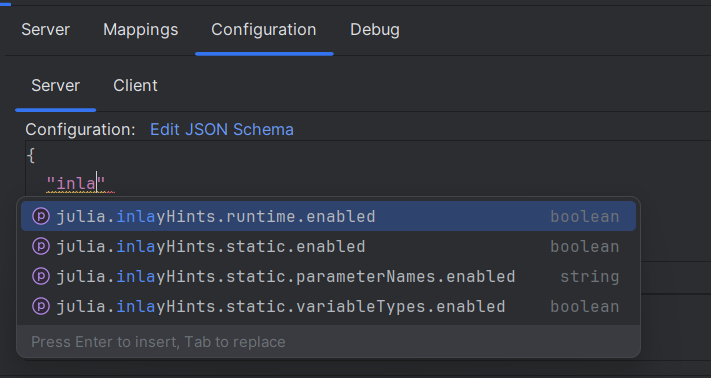 Server Mappings Configuration Debug
Server Client
Configuration: Edit JSON Schema
{
"inla"
julia.inlayHints.runtime.enabled boolean
julia.inlayHints.static.enabled boolean
julia.inlayHints.static.parameterNames.enabled string
julia.inlayHints.static.variableTypes.enabled boolean
Press Enter to insert, Tab to replace